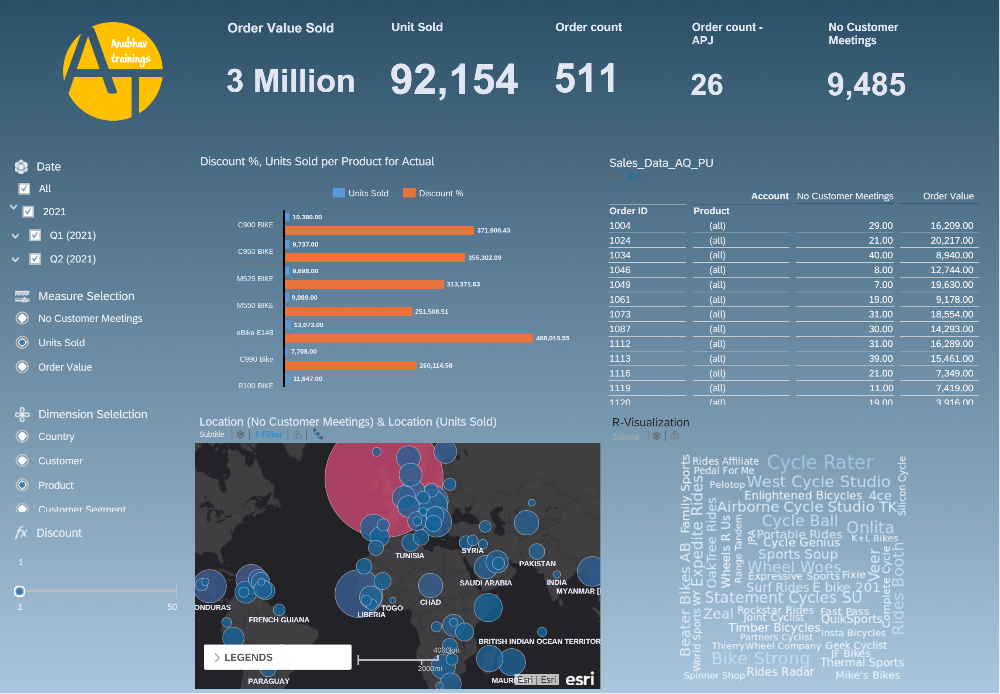 Anubhav
trainings
Order Value Sold
3 Million
Unit Sold
92,154
Order count
511
Order count -
APJ
26
No Customer
Meetings
9,485
Date
All
2021
Q1 (2021)
Q2 (2021)
Measure Selection
No Customer Meetings
Units Sold
Order Value
Dimension Selelction
Country
Customer
Product
Customer Segment
Discount
1
1
50
Discount %, Units Sold per Product for Actual
Units Sold
Discount %
C900 BIKE
10,390.00
371,900.43
C950 BIKE
9,737.00
355,302.09
M525 BIKE
9,698.00
313,371.63
M550 BIKE
9,089.00
251,508.51
eBike E148
13,073.00
488,015.55
C990 Bike
7,708.00
260,114.58
R100 BIKE
11,647.00
Sales_Data_AQ_PU
1
Account No Customer Meetings Order Value
Order ID Product
1004 (all) 29.00 16,209.00
1024 (all) 21.00 20,217.00
1034 (all) 40.00 8,940.00
1046 (all) 8.00 12,744.00
1049 (all) 7.00 19,630.00
1061 (all) 19.00 9,178.00
1073 (all) 31.00 18,554.00
1087 (all) 30.00 14,293.00
1112 (all) 31.00 16,289.00
1113 (all) 39.00 15,461.00
1116 (all) 21.00 7,349.00
1119 (all) 11.00 7,419.00
1120 (all) 19.00 3,916.00
Location (No Customer Meetings) & Location (Units Sold)
Subtitle | 1 Filter
TUNISIA
SYRIA
PAKISTAN
SAUDI ARABIA
INDIA
MYANMAR [
CHAD
TOGO
LIBERIA
ONDURAS
FRENCH GUIANA
BRITISH INDIAN OCEAN TERRITOR
LEGENDS
4000km
2000mi
PARAGUAY
Esri | Esri
esri
R-Visualization
Subtitle
Family Sports
Rides Affiliate
Cycle Rater
Silicon Cycle
Pedal For Me
Expedite Rides
Pelotop
West Cycle Studio
Enlightened Bicycles
4ce
OakTree Rides
Airborne Cycle Studio TK
Wheels R Us
Range Tandem
Cycle Ball
Onlita
JRA
Portable Rides
K+L Bikes
Cycle Genius
Beater Bikes AB
Sports Soup
Veer
Complete Cycle
Rides Booth
Wheel Woes
Expressive Sports
Fixie
Surf Rides E bike 201
WY
Statement Cycles SU
World Sports
Zeal
Rockstar Rides
Fast Pass
Joint Cyclist
QuikSports
Timber Bicycles
Insta Bicycles
Partners Cyclist
Thierry
Wheel Company
Geek Cyclist
JF Bikes
Bike Strong
Thermal Sports
Spinner Shop
Rides Radar
Mike's Bikes